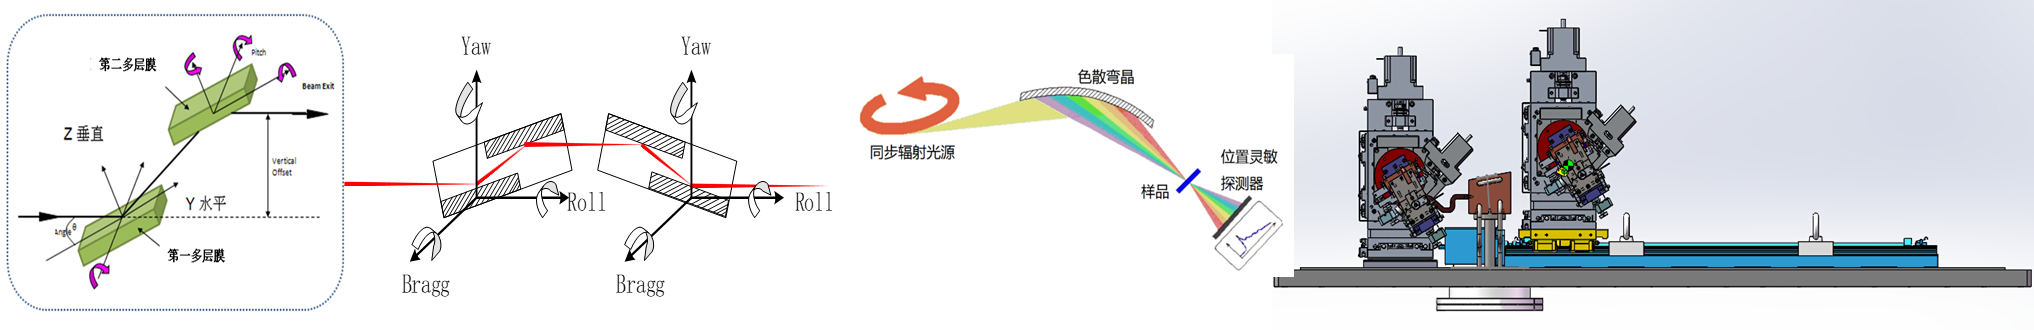 第二多层膜
Pitch
Beam Exit
Z 垂直
Vertical
Offset
Y 水平
Angle θ
第一多层膜
Yaw
Roll
Bragg
Yaw
Roll
Bragg
色散弯晶
同步辐射光源
样品
位置灵敏
探测器